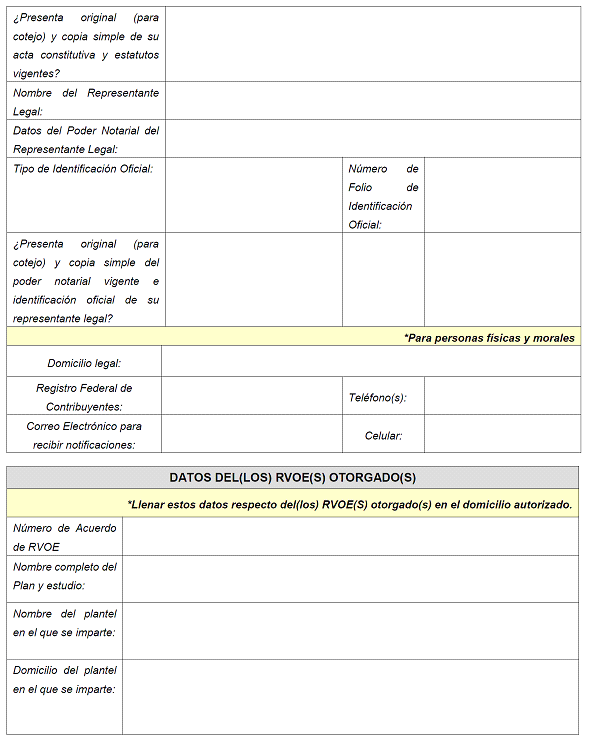 ¿Presenta original (para
cotejo) y copia simple de su
acta constitutiva y estatutos
vigentes?
Nombre del Representante
Legal:
Datos del Poder Notarial del
Representante Legal:
Tipo de Identificación Oficial:
Número de
Folio de
Identificación
Oficial:
¿Presenta original (para
cotejo) y copia simple del
poder notarial vigente e
identificación oficial de su
representante legal?
*Para personas físicas y morales
Domicilio legal:
Registro Federal de
Contribuyentes:
Teléfono(s):
Correo Electrónico para
recibir notificaciones:
Celular:
DATOS DEL(LOS) RVOE(S) OTORGADO(S)
*Llenar estos datos respecto del(los) RVOE(S) otorgado(s) en el domicilio autorizado.
Número de Acuerdo
de RVOE
Nombre completo del
Plan y estudio:
Nombre del plantel
en el que se imparte:
Domicilio del plantel
en el que se imparte: